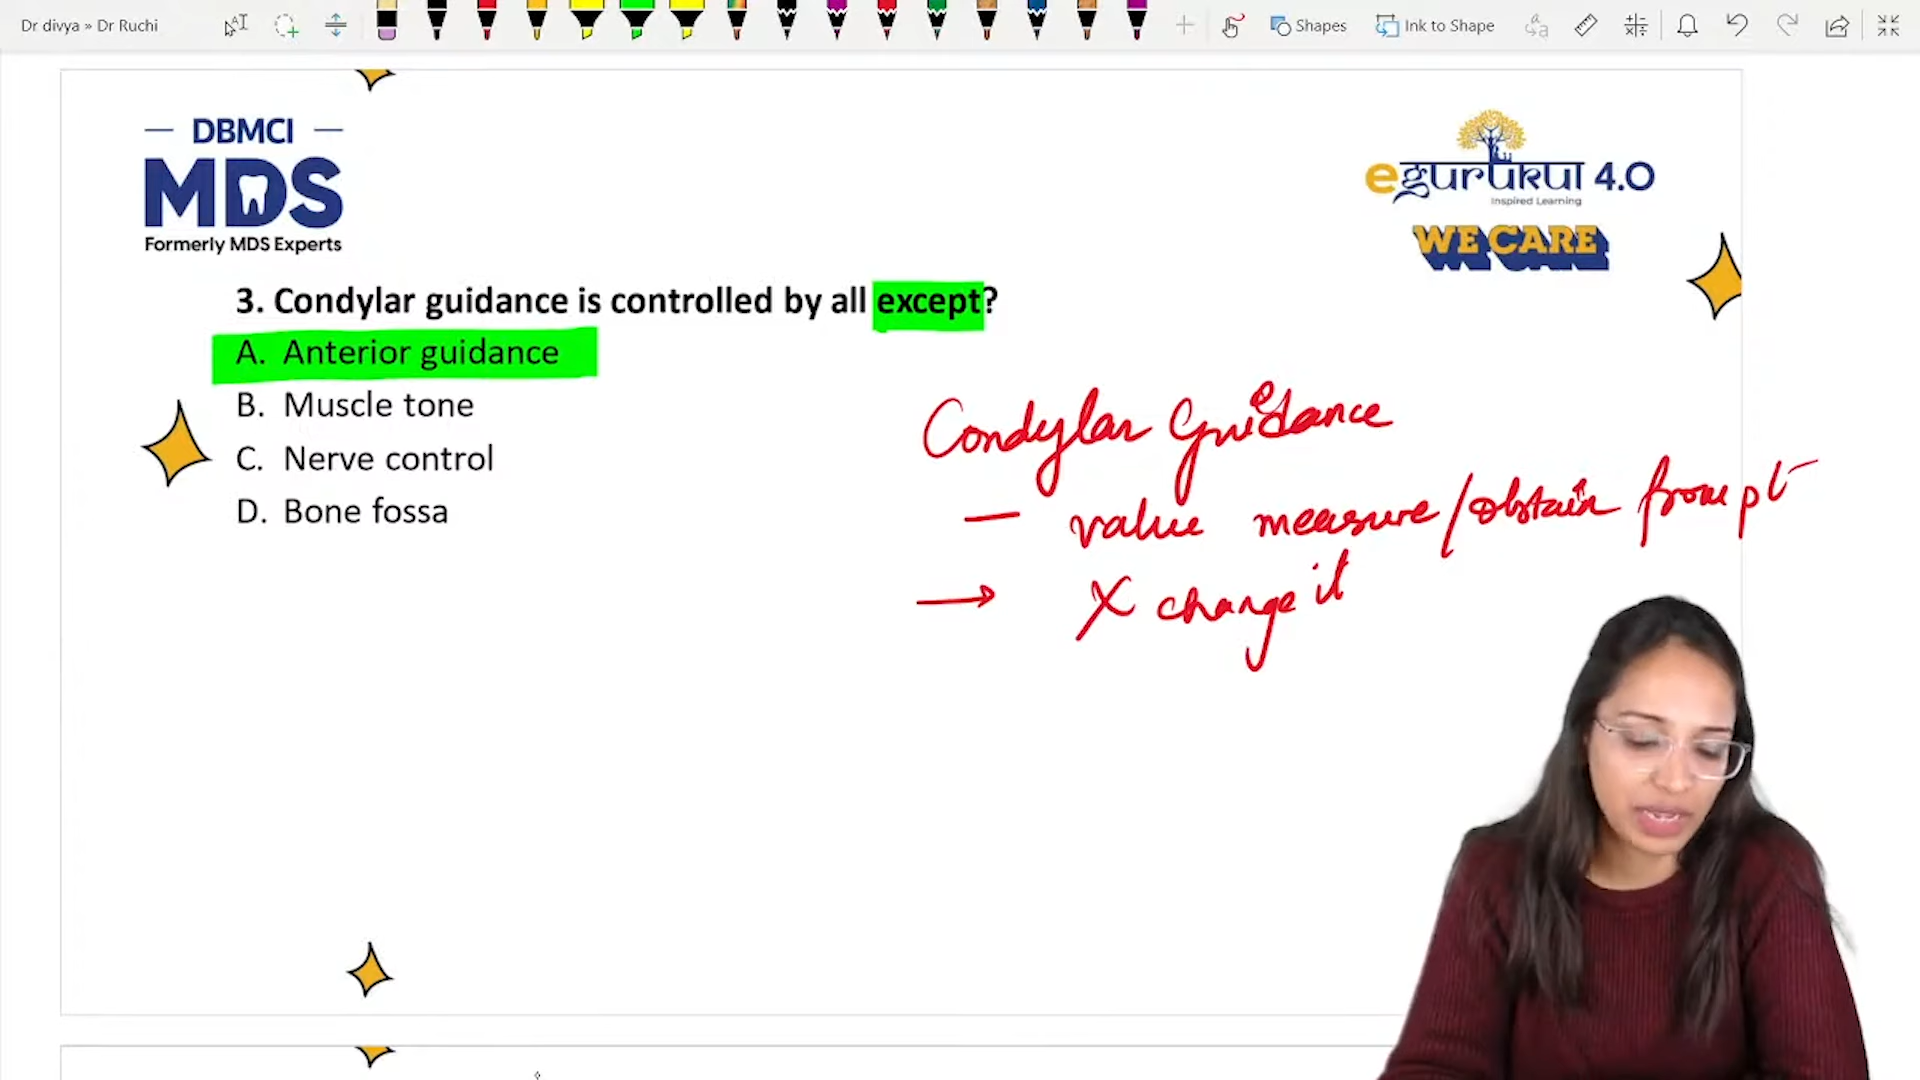 Dr divya » Dr Ruchi
Shapes
Ink to Shape
DBMCI
MDS
Formerly MDS Experts
egurukul 4.0
Inspired Learning
WE CARE
3. Condylar guidance is controlled by all except?
A. Anterior guidance
B. Muscle tone
C. Nerve control
D. Bone fossa
Condylar Guidance
— value measure/obtain from pt
→ X change it